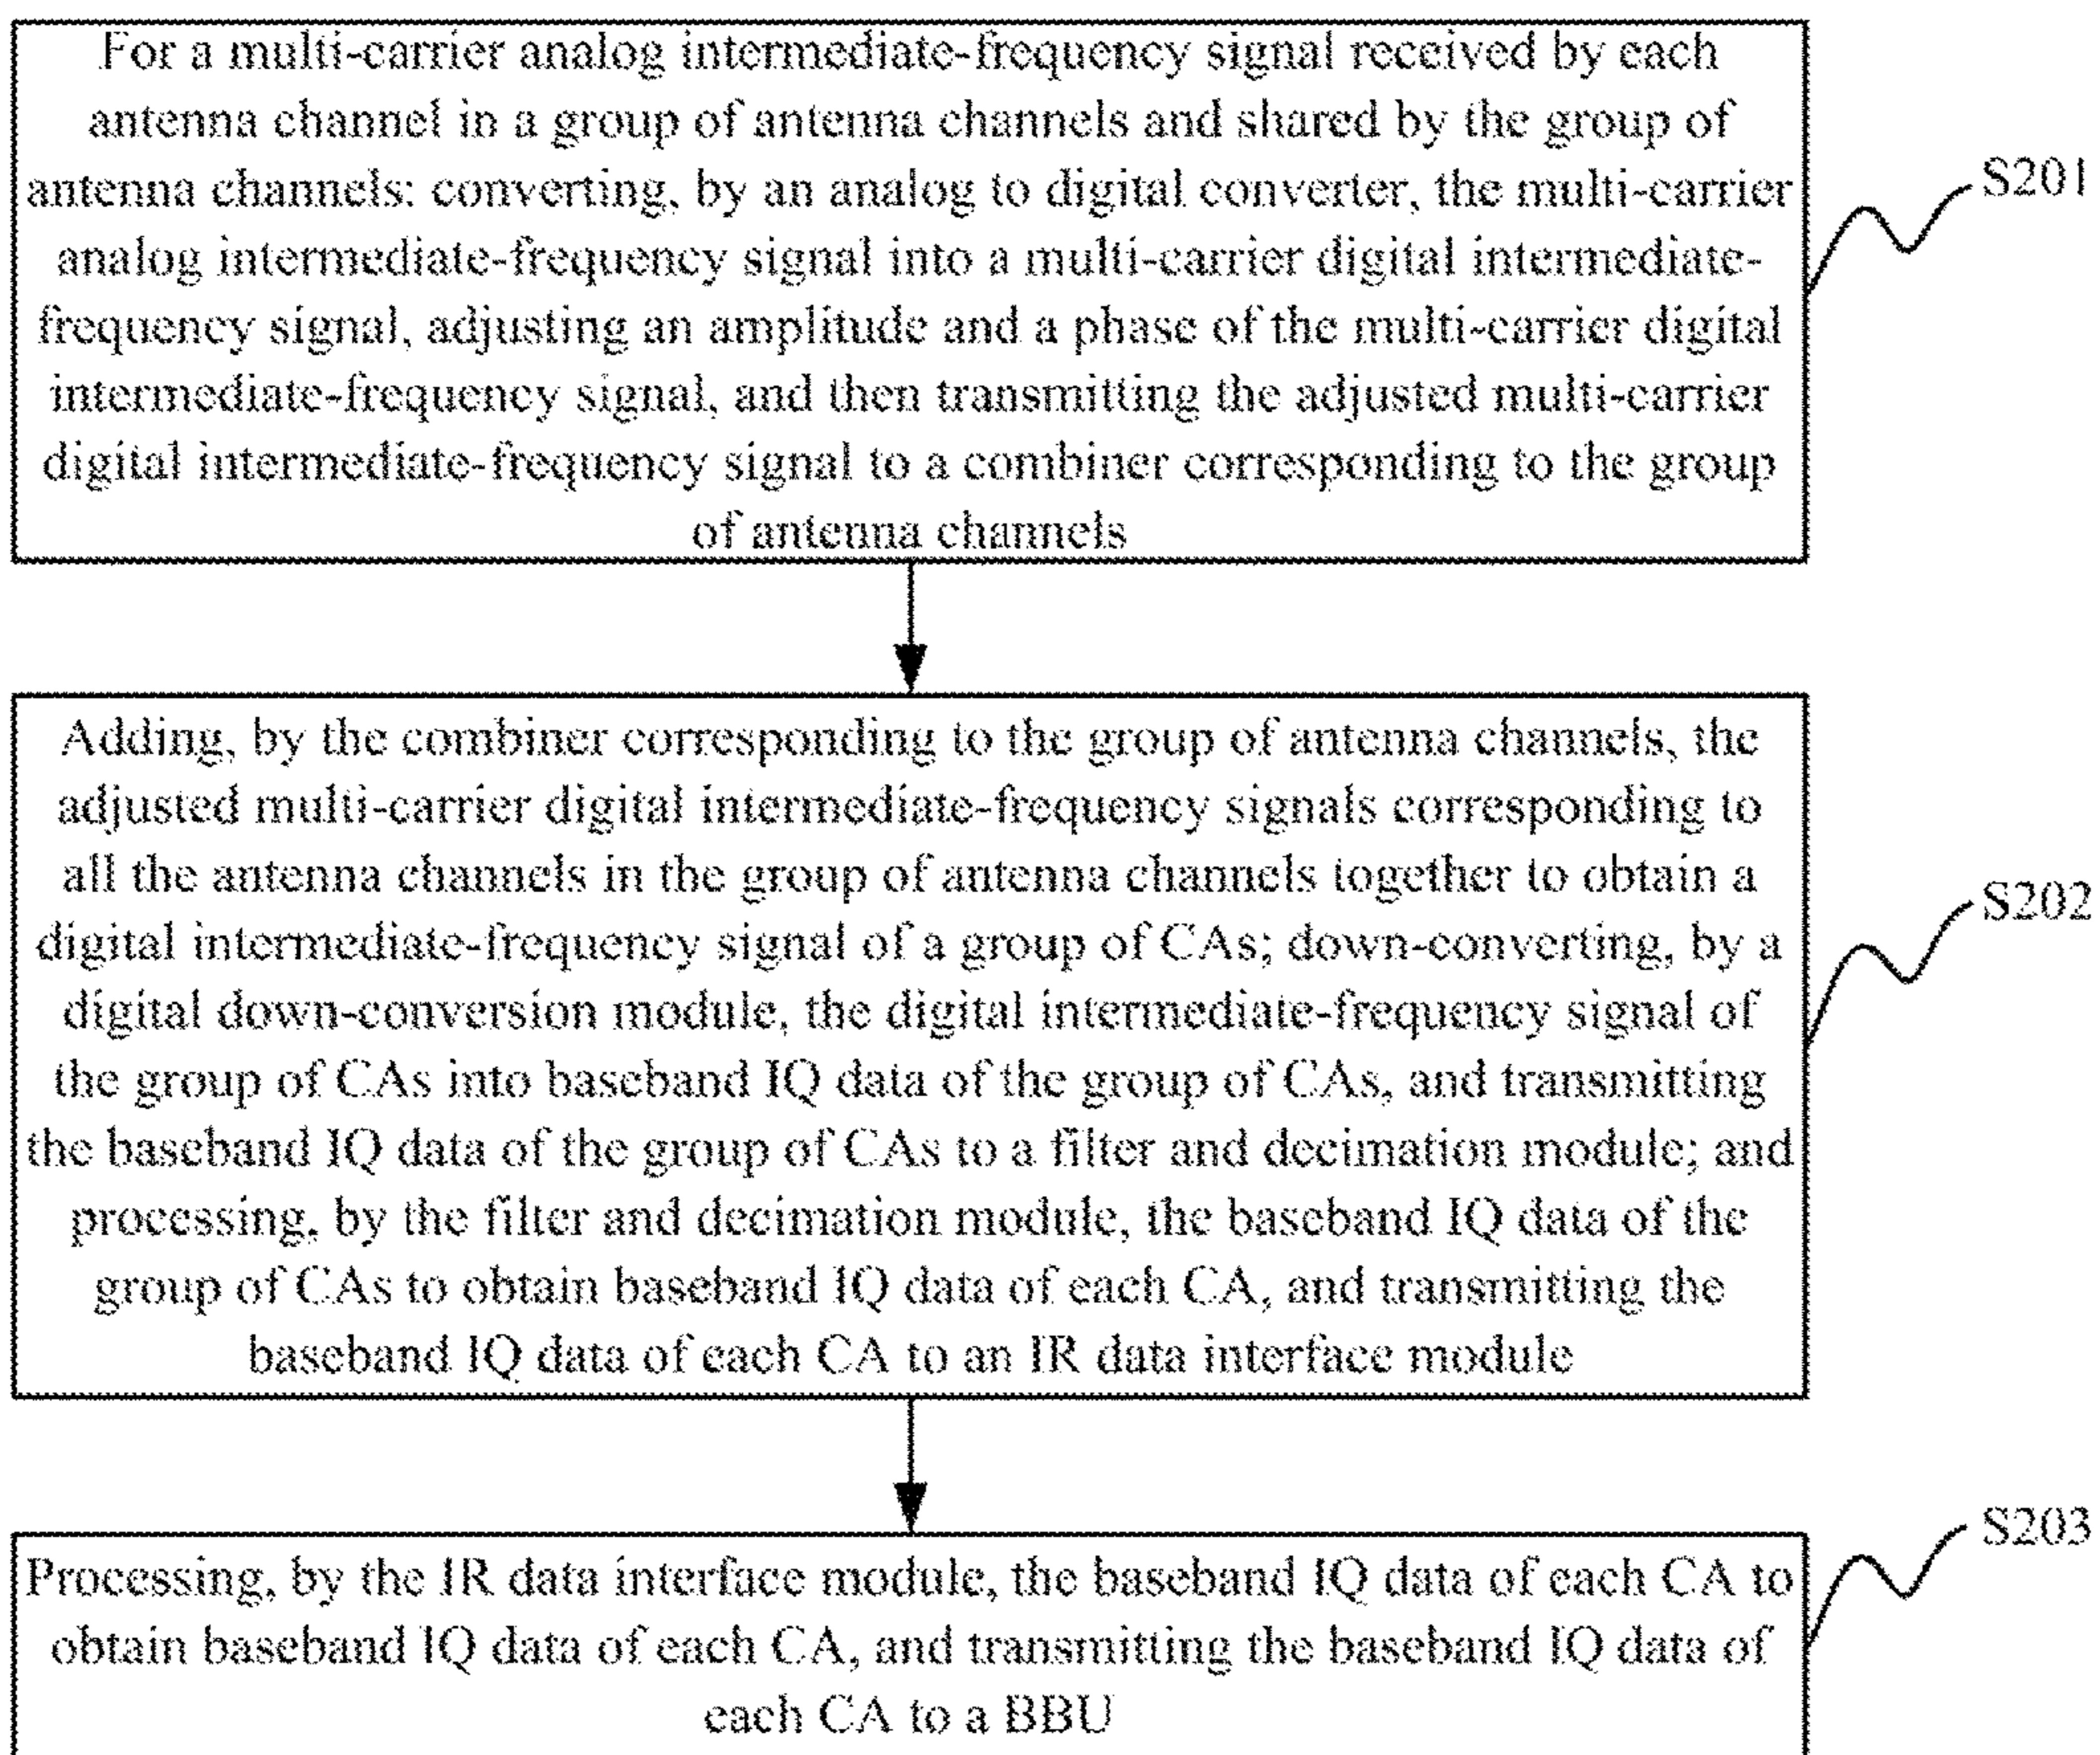 For a multi-carrier analog intermediate-frequency signal received by each
antenna channel in a group of antenna channels and shared by the group of
antenna channels: converting, by an analog to digital converter, the multi-carrier
analog intermediate-frequency signal into a multi-carrier digital intermediate-
frequency signal, adjusting an amplitude and a phase of the multi-carrier digital
intermediate-frequency signal, and then transmitting the adjusted multi-carrier
digital intermediate-frequency signal to a combiner corresponding to the group
of antenna channels
S201
Adding, by the combiner corresponding to the group of antenna channels, the
adjusted multi-carrier digital intermediate-frequency signals corresponding to
all the antenna channels in the group of antenna channels together to obtain a
digital intermediate-frequency signal of a group of CAs; down-converting, by a
digital down-conversion module, the digital intermediate-frequency signal of
the group of CAs into baseband IQ data of the group of CAs, and transmitting
the baseband IQ data of the group of CAs to a filter and decimation module; and
processing, by the filter and decimation module, the baseband IQ data of the
group of CAs to obtain baseband IQ data of each CA, and transmitting the
baseband IQ data of each CA to an IR data interface module
S202
Processing, by the IR data interface module, the baseband IQ data of each CA to
obtain baseband IQ data of each CA, and transmitting the baseband IQ data of
each CA to a BBU
S203